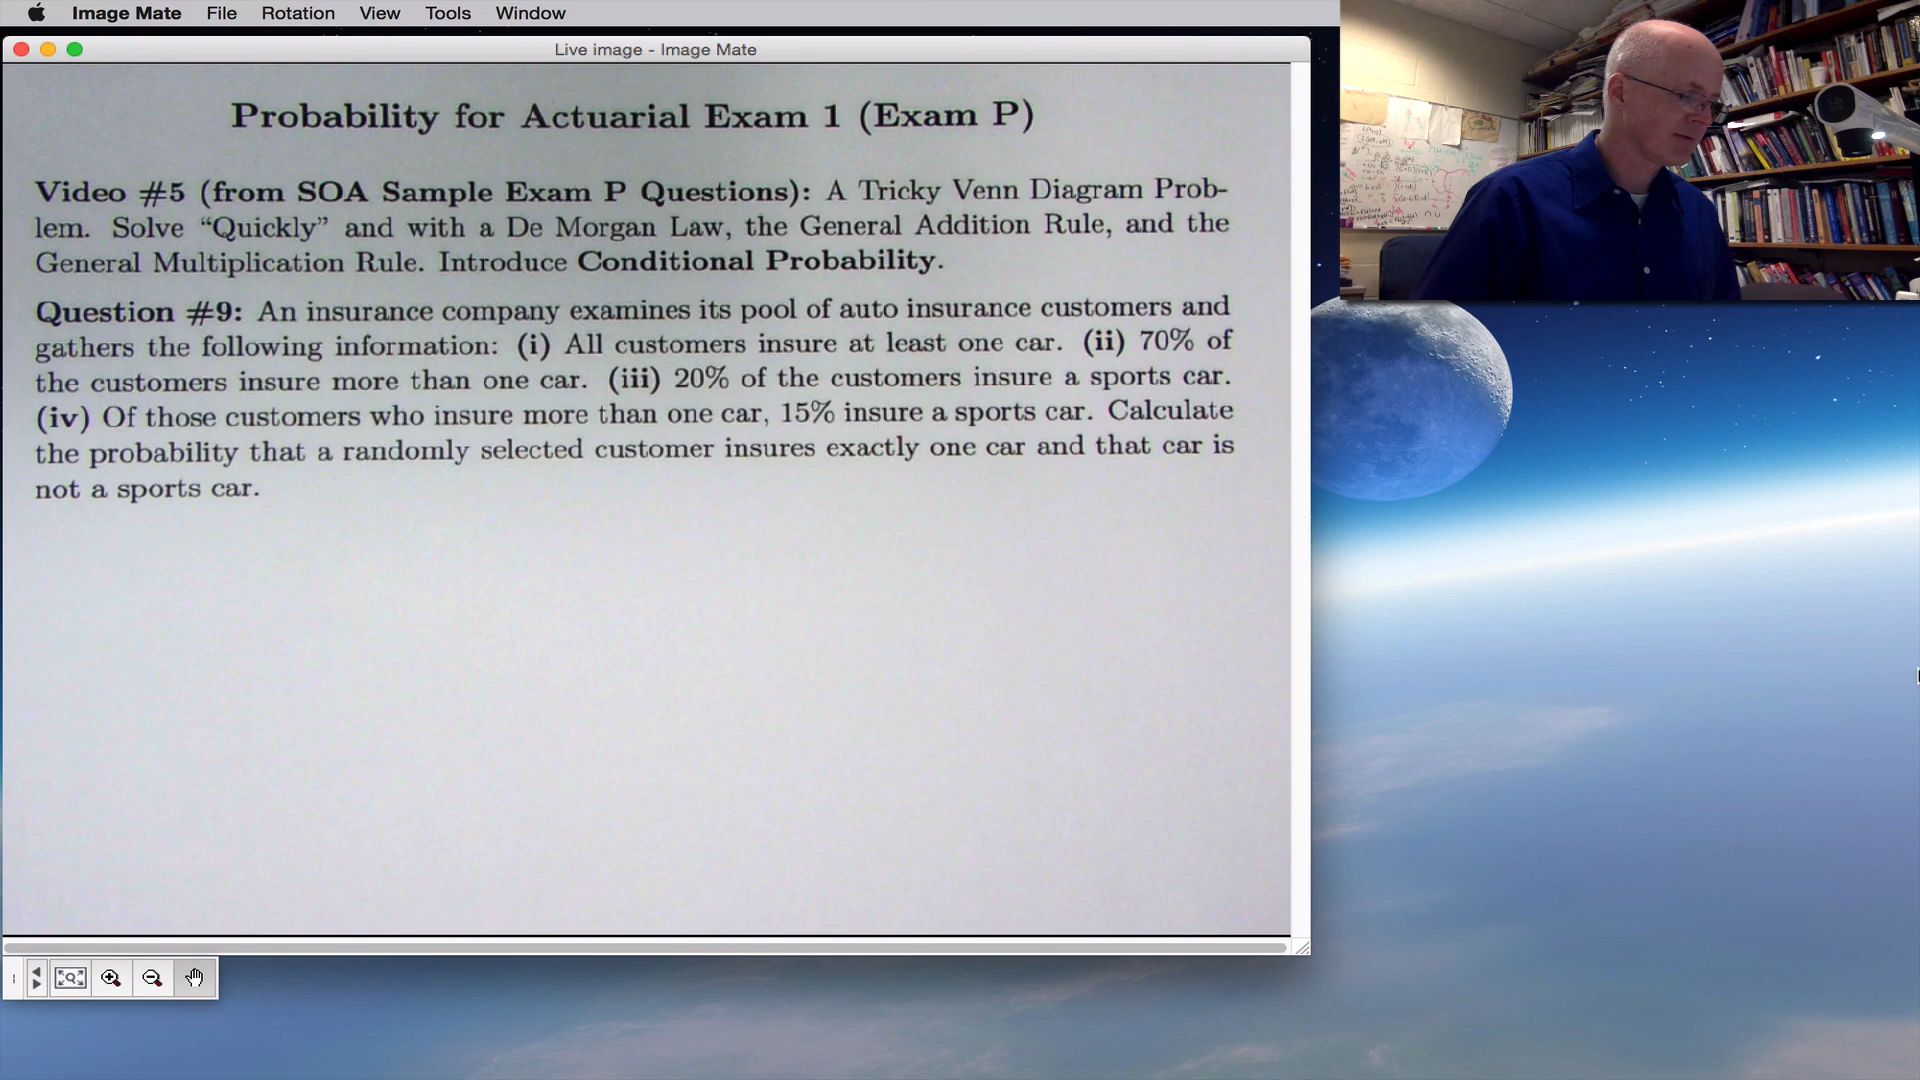 Image Mate File Rotation View Tools Window
Live image - Image Mate
Probability for Actuarial Exam 1 (Exam P)
Video #5 (from SOA Sample Exam P Questions): A Tricky Venn Diagram Prob-
lem. Solve “Quickly” and with a De Morgan Law, the General Addition Rule, and the
General Multiplication Rule. Introduce Conditional Probability.
Question #9: An insurance company examines its pool of auto insurance customers and
gathers the following information: (i) All customers insure at least one car. (ii) 70% of
the customers insure more than one car. (iii) 20% of the customers insure a sports car.
(iv) Of those customers who insure more than one car, 15% insure a sports car. Calculate
the probability that a randomly selected customer insures exactly one car and that car is
not a sports car.